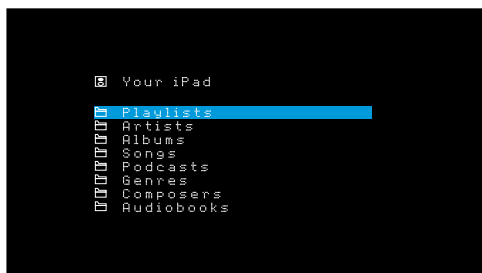 Your iPad
Playlists
Artists
Albums
Songs
Podcasts
Genres
Composers
Audiobooks